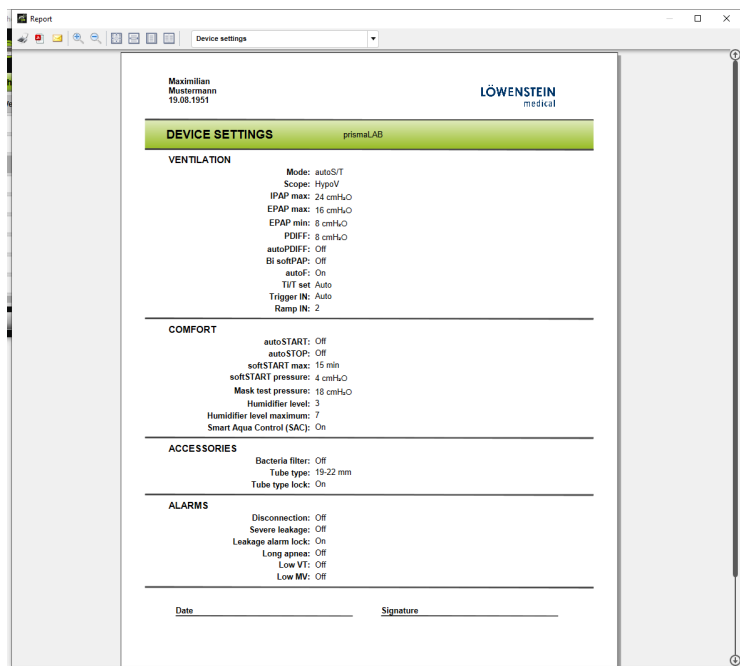 Report
Device settings
Maximilian
Mustermann
19.08.1951
LÖWENSTEIN
medical
DEVICE SETTINGS prismaLAB
VENTILATION
Mode: autoS/T
Scope: HypoV
IPAP max: 24 cmH₂O
EPAP max: 16 cmH₂O
EPAP min: 8 cmH₂O
PDIFF: 8 cmH₂O
autoPDIFF: Off
Bi softPAP: Off
autoF: On
Ti/T set Auto
Trigger IN: Auto
Ramp IN: 2
COMFORT
autoSTART: Off
autoSTOP: Off
softSTART max: 15 min
softSTART pressure: 4 cmH₂O
Mask test pressure: 18 cmH₂O
Humidifier level: 3
Humidifier level maximum: 7
Smart Aqua Control (SAC): On
ACCESSORIES
Bacteria filter: Off
Tube type: 19-22 mm
Tube type lock: On
ALARMS
Disconnection: Off
Severe leakage: Off
Leakage alarm lock: On
Long apnea: Off
Low VT: Off
Low MV: Off
Date Signature